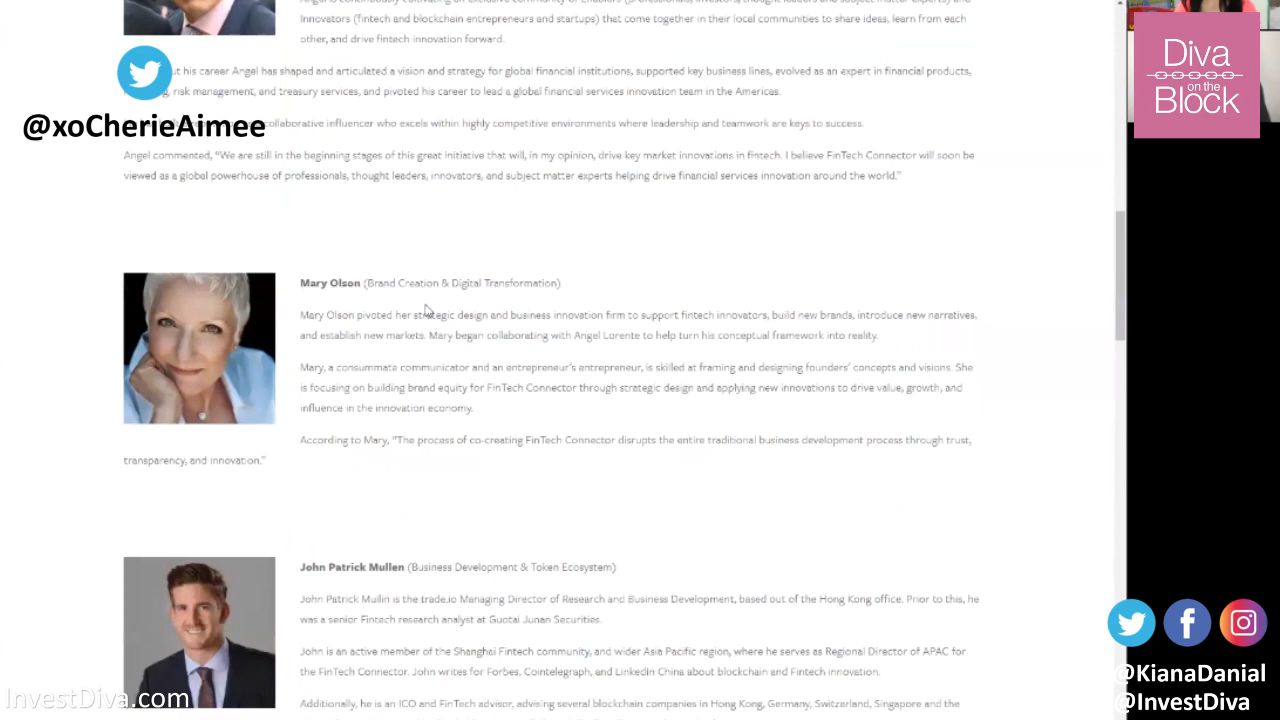 Innovators (fintech and blockchain entrepreneurs and startups) that come together in their local communities to share ideas, learn from each
other, and drive fintech innovation forward.
ut his career Angel has shaped and articulated a vision and strategy for global financial institutions, supported key business lines, evolved as an expert in financial products,
risk management, and treasury services, and pivoted his career to lead a global financial services innovation team in the Americas.
@xoCherieAimee
collaborative influencer who excels within highly competitive environments where leadership and teamwork are keys to success.
Angel commented, "We are still in the beginning stages of this great initiative that will, in my opinion, drive key market innovations in fintech. I believe FinTech Connector will soon be
viewed as a global powerhouse of professionals, thought leaders, innovators, and subject matter experts helping drive financial services innovation around the world."
Diva
on the
Block
Mary Olson (Brand Creation & Digital Transformation)
Mary Olson pivoted her strategic design and business innovation firm to support fintech innovators, build new brands, introduce new narratives,
and establish new markets. Mary began collaborating with Angel Lorente to help turn his conceptual framework into reality.
Mary, a consummate communicator and an entrepreneur's entrepreneur, is skilled at framing and designing founders' concepts and visions. She
is focusing on building brand equity for FinTech Connector through strategic design and applying new innovations to drive value, growth, and
influence in the innovation economy.
According to Mary, "The process of co-creating FinTech Connector disrupts the entire traditional business development process through trust,
transparency, and innovation."
John Patrick Mullen (Business Development & Token Ecosystem)
John Patrick Mullin is the trade.io Managing Director of Research and Business Development, based out of the Hong Kong office. Prior to this, he
was a senior Fintech research analyst at Guotai Junan Securities.
John is an active member of the Shanghai Fintech community, and wider Asia Pacific region, where he serves as Regional Director of APAC for
the FinTech Connector. John writes for Forbes, Cointelegraph, and LinkedIn China about blockchain and Fintech innovation.
Additionally, he is an ICO and FinTech advisor, advising several blockchain companies in Hong Kong, Germany, Switzerland, Singapore and the
InvestDiva.com
@KianaDanial
@InvestDiva